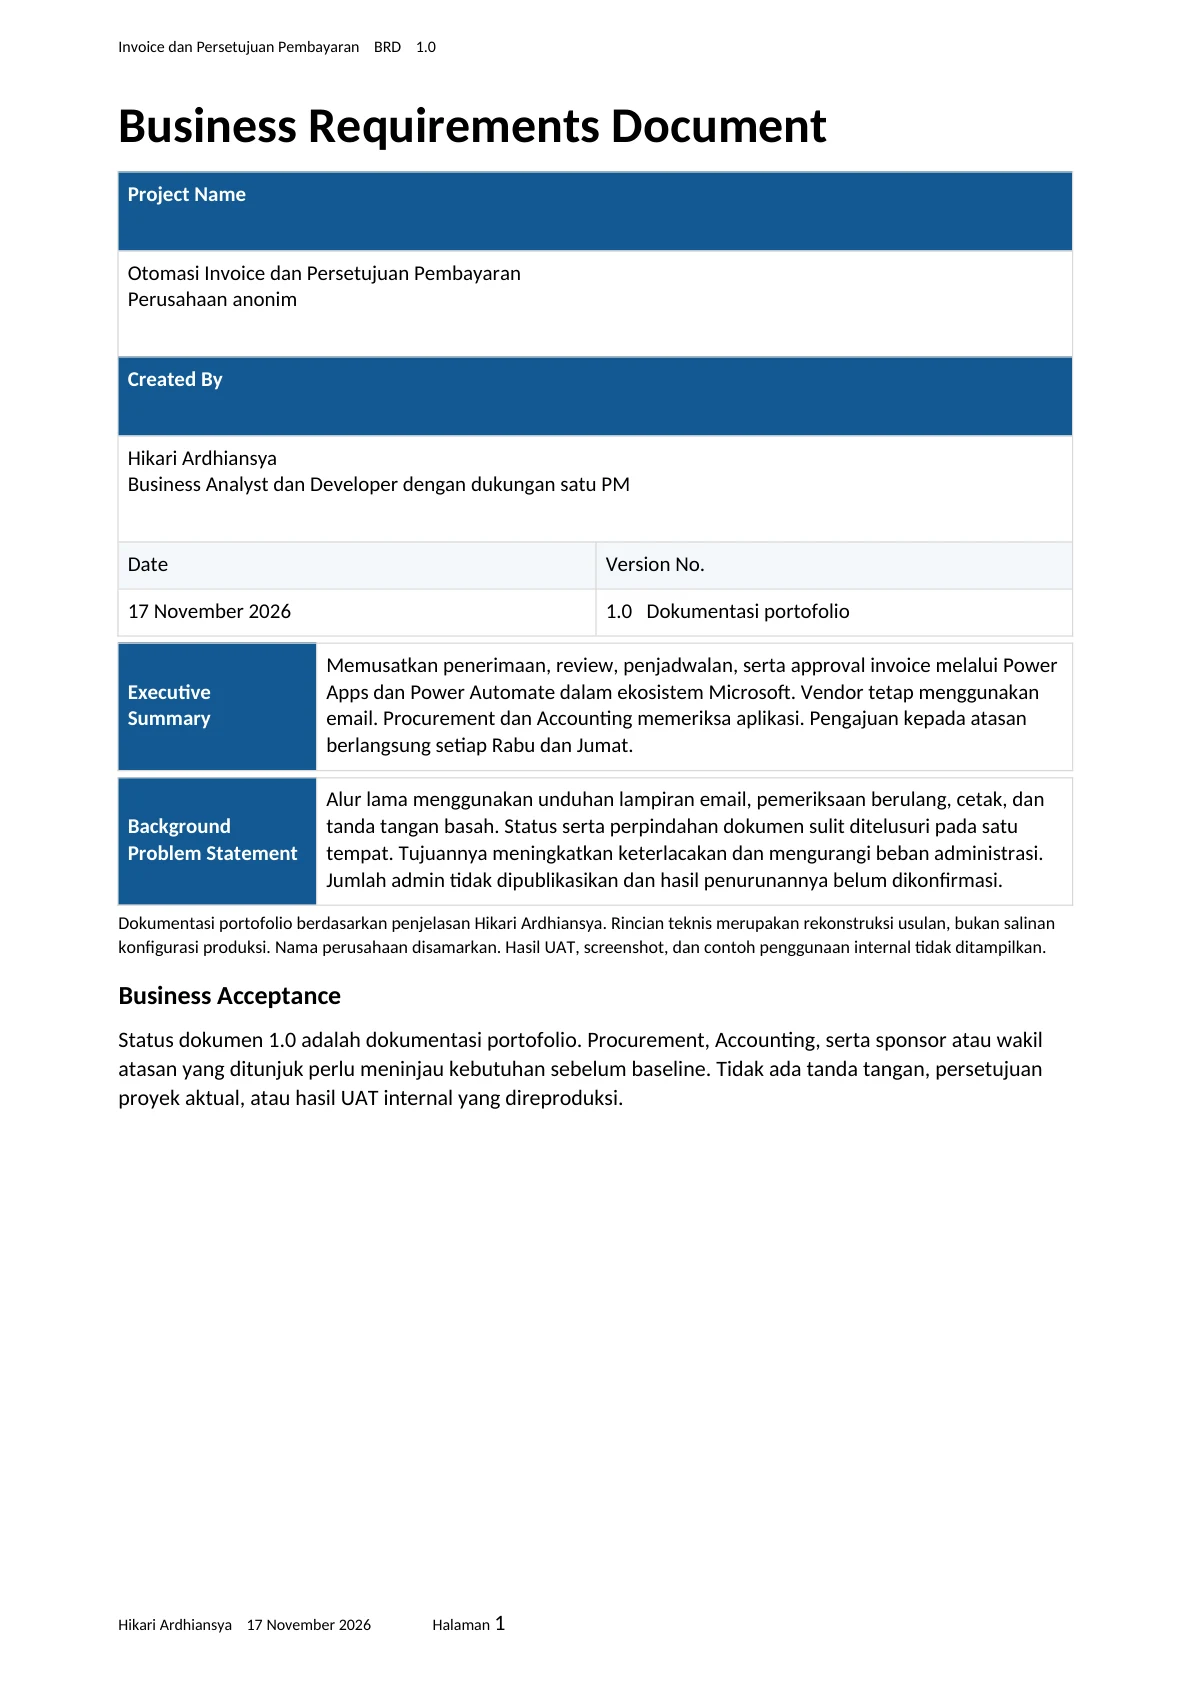 Invoice dan Persetujuan Pembayaran BRD 1.0
Business Requirements Document
Project Name
Otomasi Invoice dan Persetujuan Pembayaran
Perusahaan anonim
Created By
Hikari Ardhiansya
Business Analyst dan Developer dengan dukungan satu PM
Date
Version No.
17 November 2026
1.0 Dokumentasi portofolio
Executive
Summary
Memusatkan penerimaan, review, penjadwalan, serta approval invoice melalui Power
Apps dan Power Automate dalam ekosistem Microsoft. Vendor tetap menggunakan
email. Procurement dan Accounting memeriksa aplikasi. Pengajuan kepada atasan
berlangsung setiap Rabu dan Jumat.
Background
Problem Statement
Alur lama menggunakan unduhan lampiran email, pemeriksaan berulang, cetak, dan
tanda tangan basah. Status serta perpindahan dokumen sulit ditelusuri pada satu
tempat. Tujuannya meningkatkan keterlacakan dan mengurangi beban administrasi.
Jumlah admin tidak dipublikasikan dan hasil penurunannya belum dikonfirmasi.
Dokumentasi portofolio berdasarkan penjelasan Hikari Ardhiansya. Rincian teknis merupakan rekonstruksi usulan, bukan salinan
konfigurasi produksi. Nama perusahaan disamarkan. Hasil UAT, screenshot, dan contoh penggunaan internal tidak ditampilkan.
Business Acceptance
Status dokumen 1.0 adalah dokumentasi portofolio. Procurement, Accounting, serta sponsor atau wakil
atasan yang ditunjuk perlu meninjau kebutuhan sebelum baseline. Tidak ada tanda tangan, persetujuan
proyek aktual, atau hasil UAT internal yang direproduksi.
Hikari Ardhiansya 17 November 2026 Halaman 1